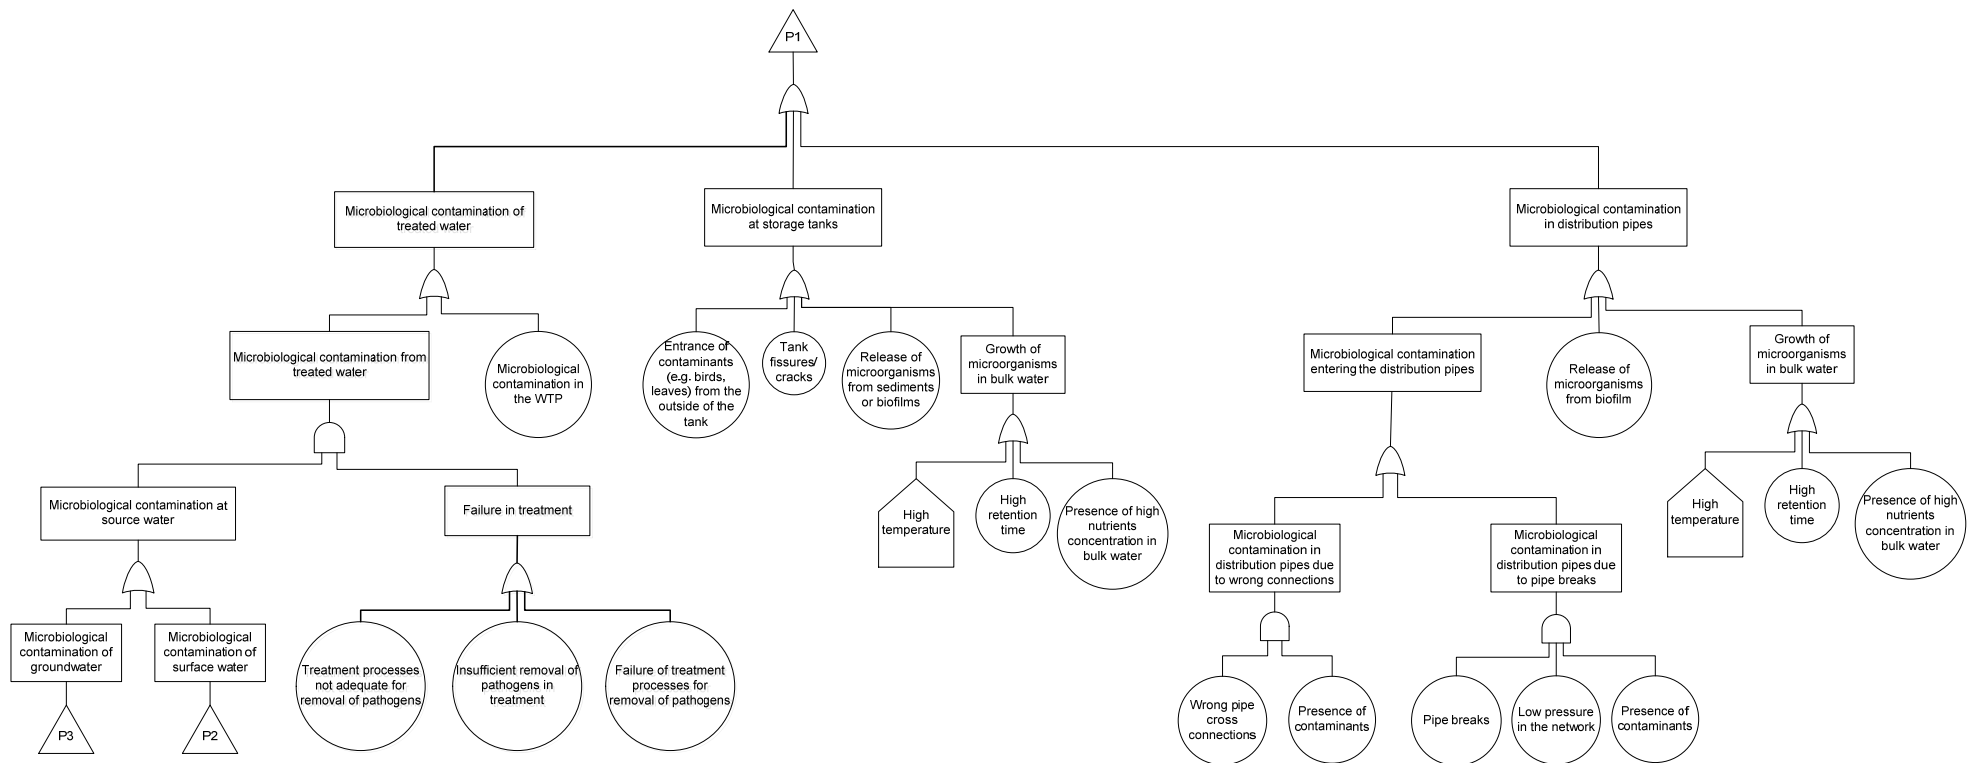 P1
Microbiological contamination of
treated water
Microbiological contamination
at storage tanks
Microbiological contamination
in distribution pipes
Microbiological contamination from
treated water
Microbiological
contamination in
the WTP
Entrance of
contaminants
(e.g. birds,
leaves) from the
outside of the
tank
Tank
fissures/
cracks
Release of
microorganisms
from sediments
or biofilms
Growth of
microorganisms
in bulk water
Microbiological contamination
entering the distribution pipes
Release of
microorganisms
from biofilm
Growth of
microorganisms
in bulk water
Microbiological contamination at
source water
Failure in treatment
High
temperature
High
retention
time
Presence of high
nutrients
concentration in
bulk water
High
temperature
High
retention
time
Presence of high
nutrients
concentration in
bulk water
Microbiological
contamination in
distribution pipes due
to wrong connections
Microbiological
contamination in
distribution pipes due
to pipe breaks
Microbiological
contamination of
groundwater
Microbiological
contamination of
surface water
Treatment processes
not adequate for
removal of pathogens
Insufficient removal of
pathogens in
treatment
Failure of treatment
processes for
removal of pathogens
Wrong pipe
cross
connections
Presence of
contaminants
Pipe breaks
Low pressure
in the network
Presence of
contaminants
P3
P2